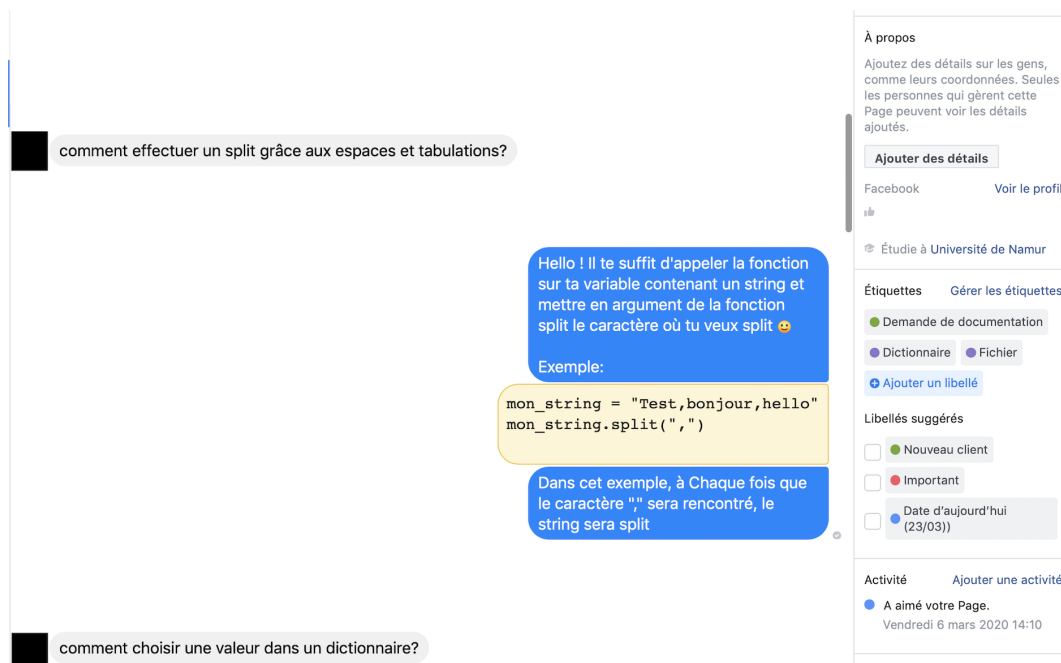 comment effectuer un split grâce aux espaces et tabulations?
Hello ! Il te suffit d'appeler la fonction
sur ta variable contenant un string et
mettre en argument de la fonction
split le caractère où tu veux split 😀
Exemple:
mon_string = "Test,bonjour,hello"
mon_string.split(",")
Dans cet exemple, à Chaque fois que
le caractère "," sera rencontré, le
string sera split
comment choisir une valeur dans un dictionnaire?
À propos
Ajoutez des détails sur les gens,
comme leurs coordonnées. Seules
les personnes qui gèrent cette
Page peuvent voir les détails
ajoutés.
Ajouter des détails
Facebook Voir le profil
Étudie à Université de Namur
Étiquettes Gérer les étiquettes
Demande de documentation
Dictionnaire Fichier
Ajouter un libellé
Libellés suggérés
Nouveau client
Important
Date d'aujourd'hui
(23/03))
Activité Ajouter une activité
A aimé votre Page.
Vendredi 6 mars 2020 14:10